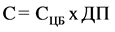 С = СЦБ х ДП